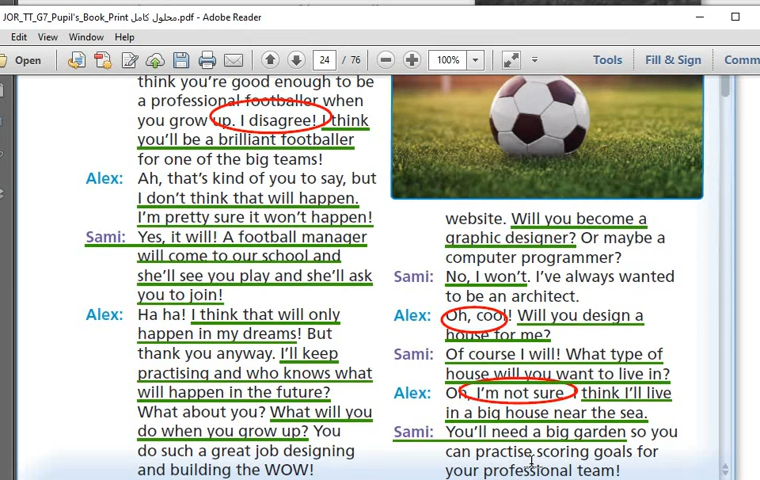 JOR_TT_G7_Pupil's_Book_Print محلول كامل.pdf - Adobe Reader
Edit View Window Help
Open 24 / 76 100% Tools Fill & Sign Comm
think you're good enough to be
a professional footballer when
you grow up. I disagree! I think
you'll be a brilliant footballer
for one of the big teams!
Alex: Ah, that's kind of you to say, but
I don't think that will happen.
I'm pretty sure it won't happen!
Sami: Yes, it will! A football manager
will come to our school and
she'll see you play and she'll ask
you to join!
Alex: Ha ha! I think that will only
happen in my dreams! But
thank you anyway. I'll keep
practising and who knows what
will happen in the future?
What about you? What will you
do when you grow up? You
do such a great job designing
and building the WOW!
website. Will you become a
graphic designer? Or maybe a
computer programmer?
Sami: No, I won't. I've always wanted
to be an architect.
Alex: Oh, cool! Will you design a
house for me?
Sami: Of course I will! What type of
house will you want to live in?
Alex: Oh, I'm not sure. think I'll live
in a big house near the sea.
Sami: You'll need a big garden so you
can practise scoring goals for
your professional team!